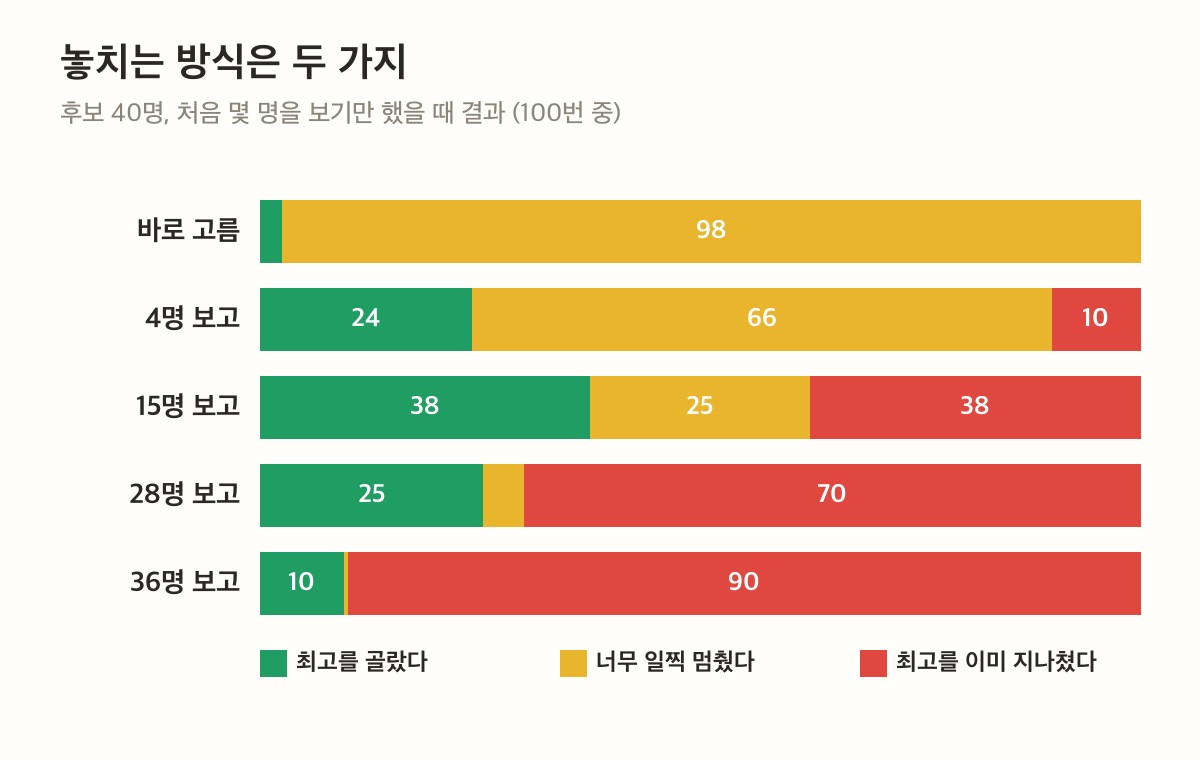 놓치는 방식은 두 가지
후보 40명, 처음 몇 명을 보기만 했을 때 결과 (100번 중)
바로 고름 98
4명 보고 24 66 10
15명 보고 38 25 38
28명 보고 25 70
36명 보고 10 90
최고를 골랐다 너무 일찍 멈췄다 최고를 이미 지나쳤다